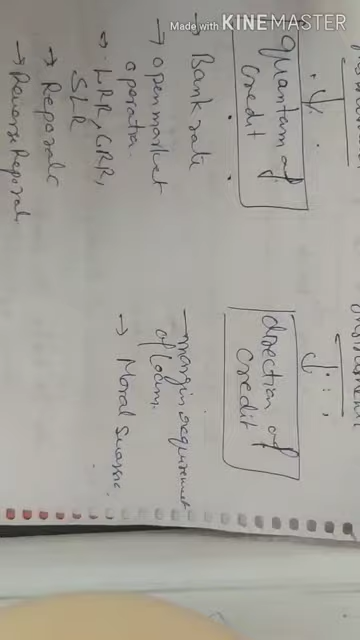 Made with KINEMASTER
Quantum of
Credit
→ Bank rate
→ open market
operation
→ LRR, CRR,
SLR
→ Repo rate
→ Reverse Repo rate
direction of
Credit
→ margin requirement
of loans.
→ Moral Suasion.